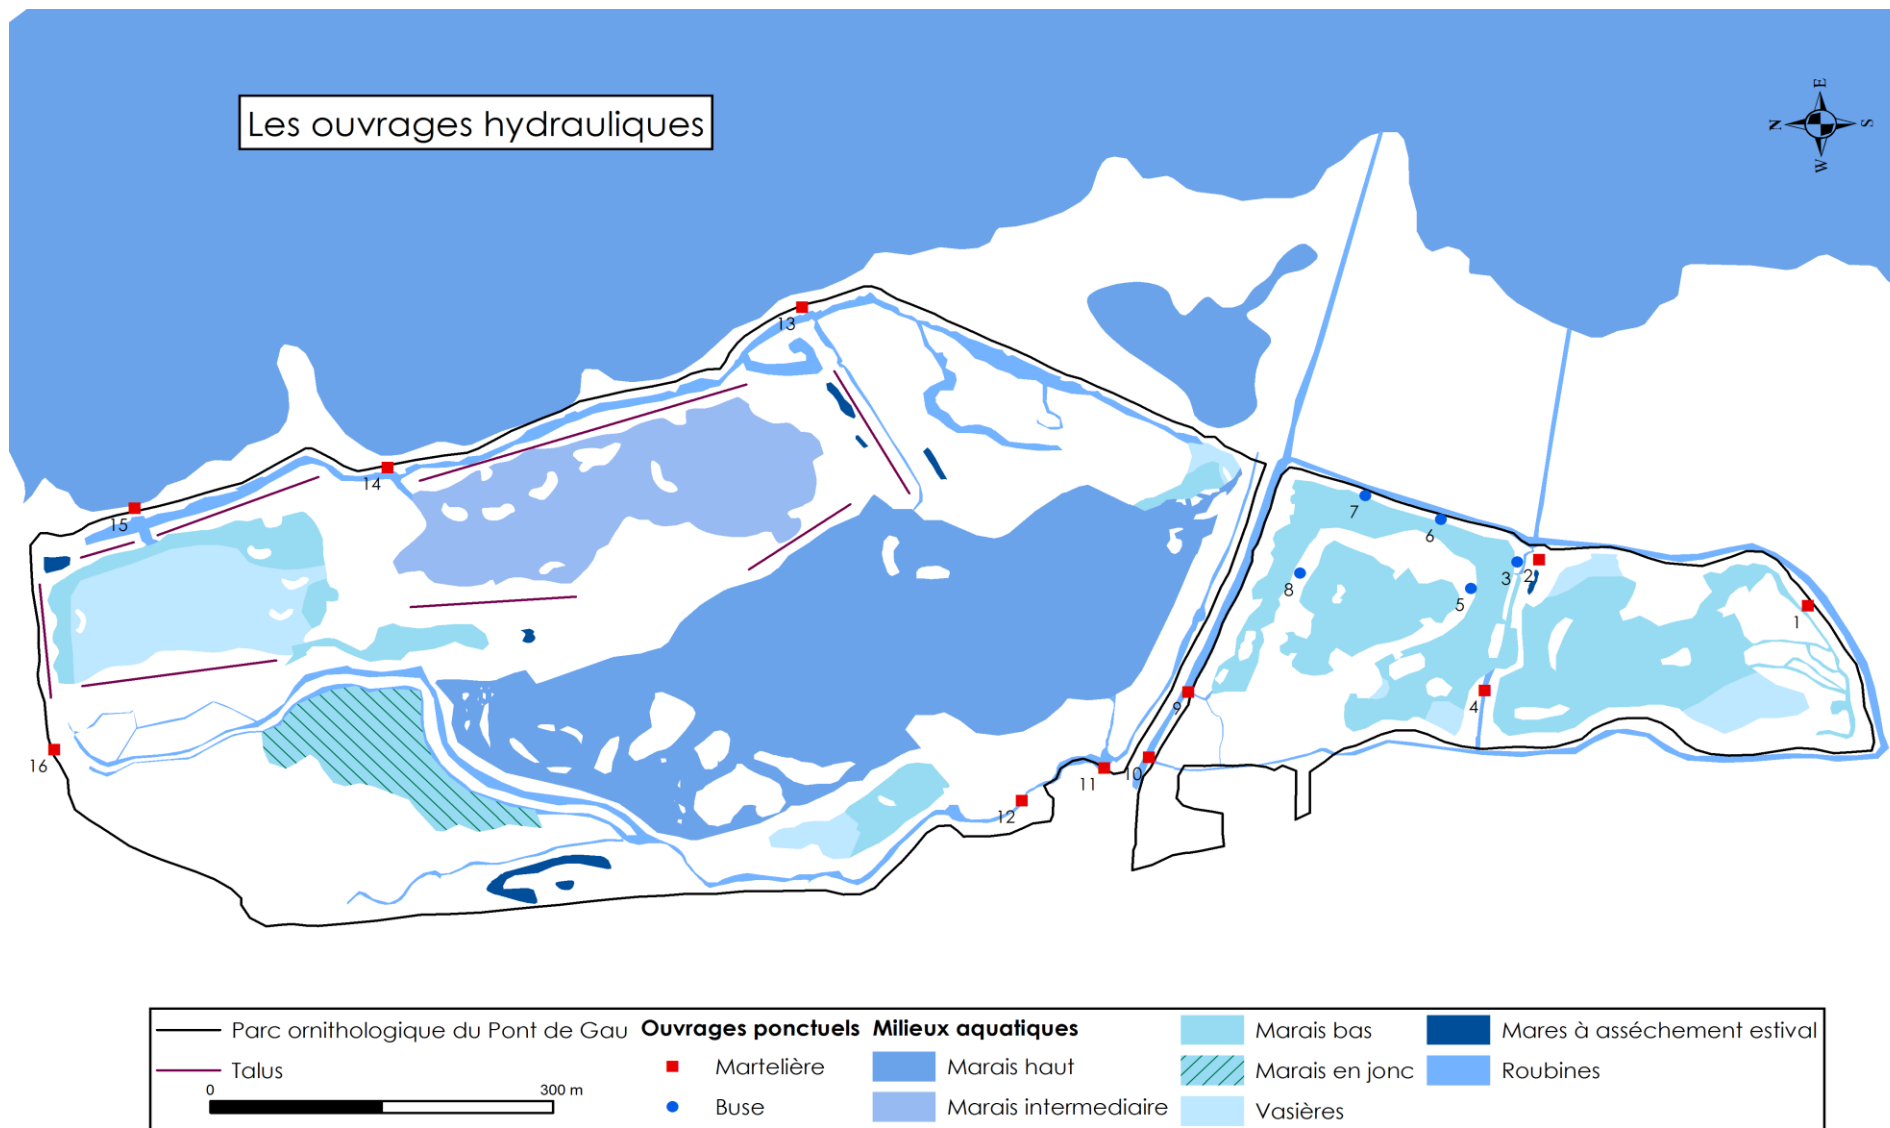 Les ouvrages hydrauliques
E
N
S
W
13
14
15
7
6
3
2
8
5
1
9
4
16
10
11
12
Parc ornithologique du Pont de Gau
Talus
0 300 m
Ouvrages ponctuels
Martelière
Buse
Milieux aquatiques
Marais haut
Marais intermediaire
Marais bas
Marais en jonc
Vasières
Mares à asséchement estival
Roubines